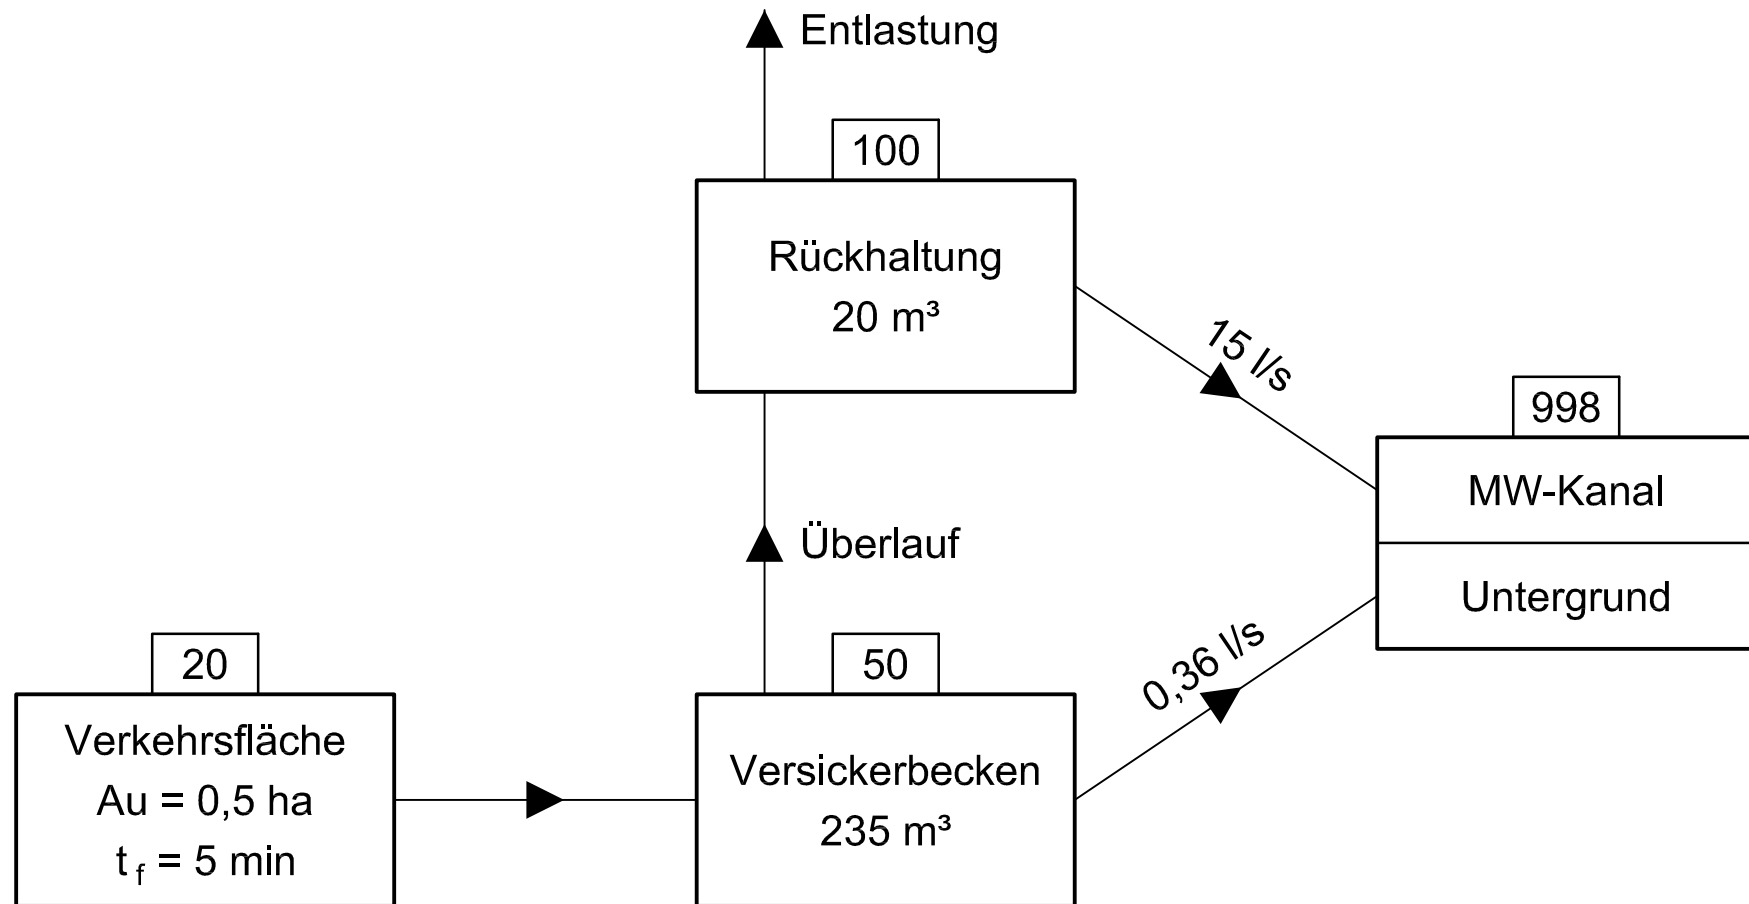 Entlastung
100
Rückhaltung
20 m³
15 l/s
998
MW-Kanal
Untergrund
Überlauf
0,36 l/s
20
Verkehrsfläche
Au = 0,5 ha
t f = 5 min
50
Versickerbecken
235 m³